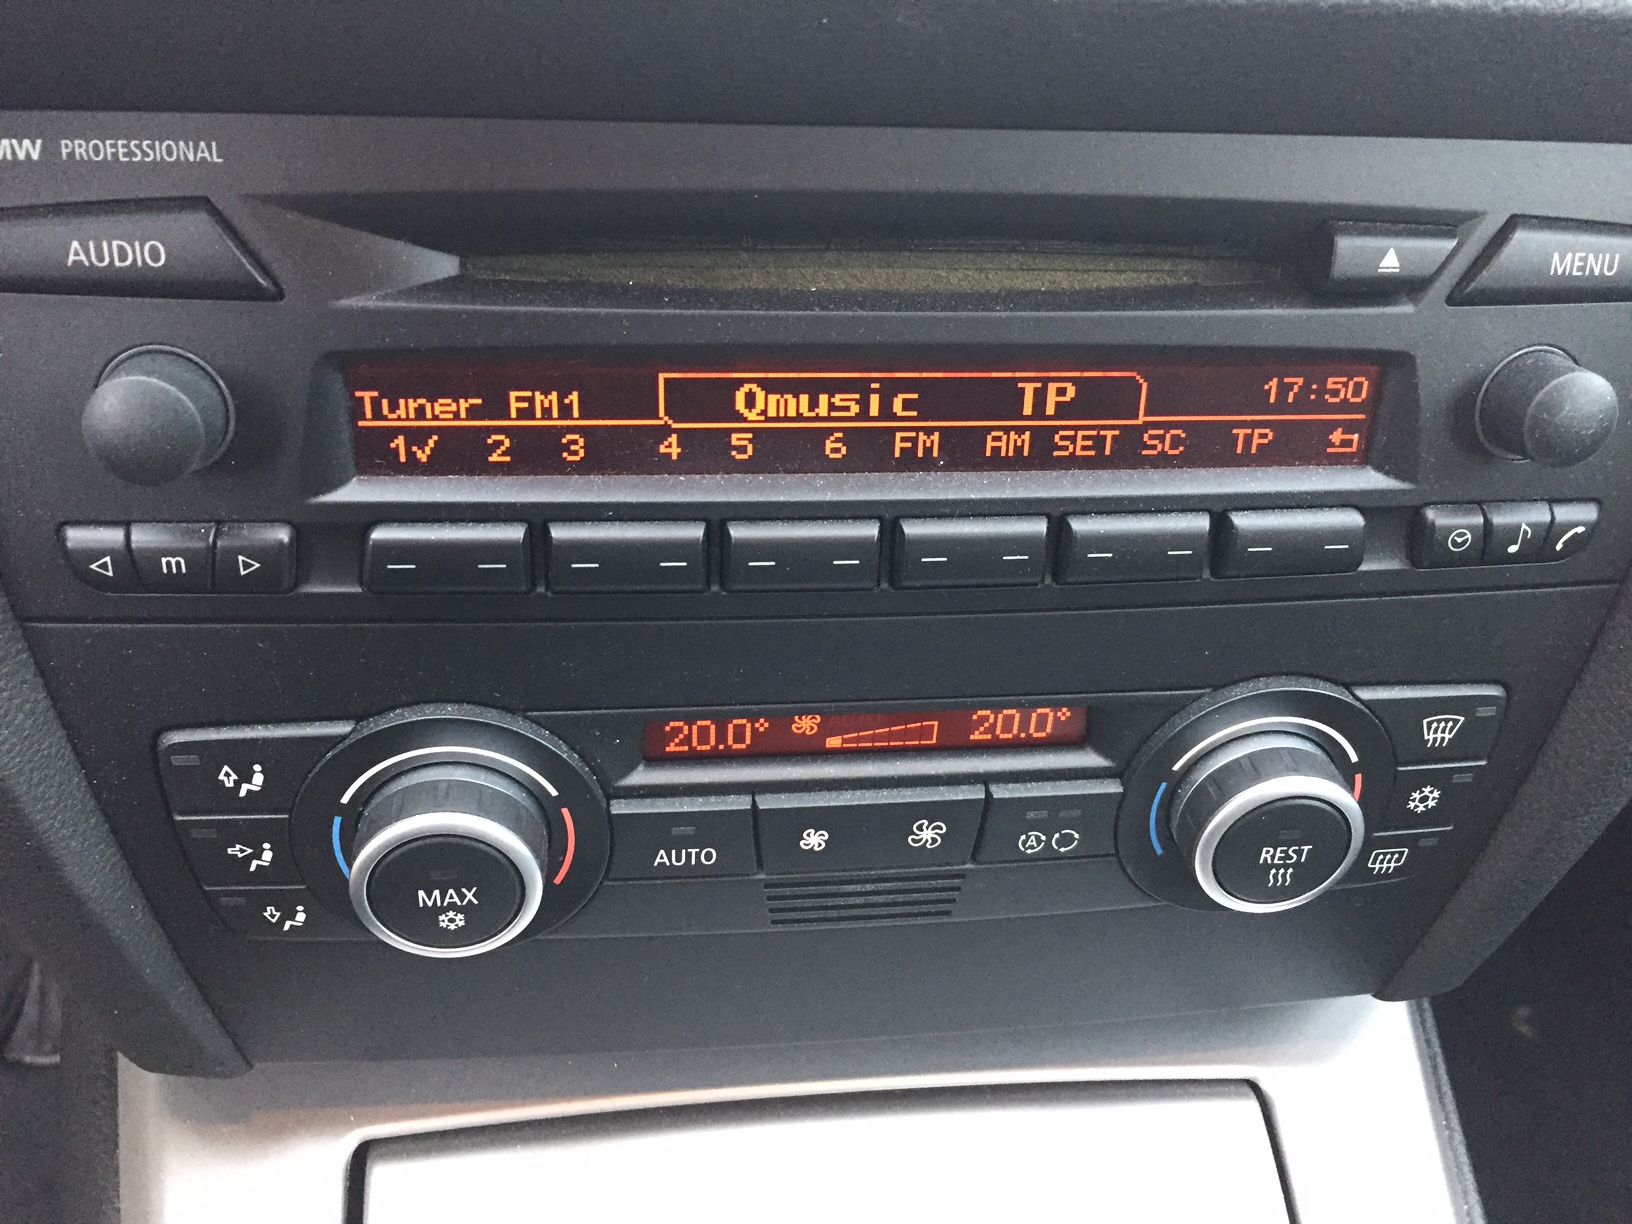 MW PROFESSIONAL
AUDIO
MENU
Tuner FM1 Qmusic TP 17:50
1✓ 2 3 4 5 6 FM AM SET SC TP
m
20.0° 20.0°
AUTO
A
MAX
REST